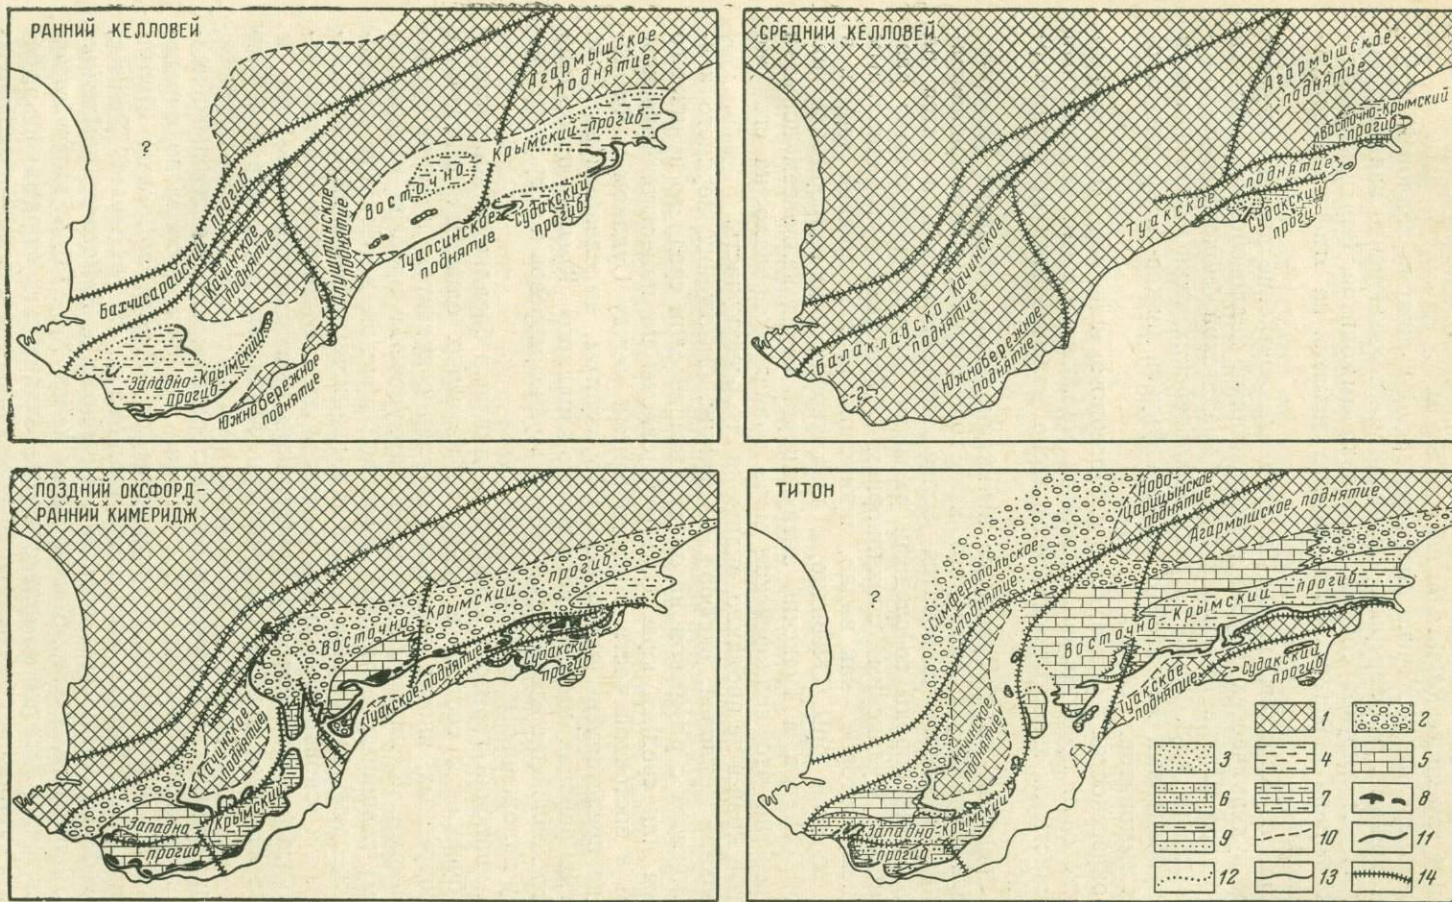 РАННИЙ КЕЛЛОВЕЙ
Агармышское
поднятие
?
Крымский прогиб
Восточно
Бахчисарайский прогиб
Качинское
поднятие
Алуштинское
поднятие
Судакский
прогиб
Туапсинское
поднятие
Западно-Крымский
прогиб
Южнобережное
поднятие
СРЕДНИЙ КЕЛЛОВЕЙ
Агармышское
поднятие
Восточно-Крымский
прогиб
Туакское поднятие
Судакский
прогиб
Балаклавско-Качинское
поднятие
Южнобережное
поднятие
?
ПОЗДНИЙ ОКСФОРД-
РАННИЙ КИМЕРИДЖ
Восточно Крымский прогиб
Судакский
прогиб
Туакское поднятие
Качинское
поднятие
Западно Крымский
прогиб
ТИТОН
Ново-
Царицынское
поднятие
Агармышское поднятие
?
Симферопольское
поднятие
Восточно Крымский прогиб
Туакское
поднятие
Судакский
прогиб
Качинское
поднятие
Западно-Крымский
прогиб
1 2
3 4 5
6 7 8
9 10 11
12 13 14